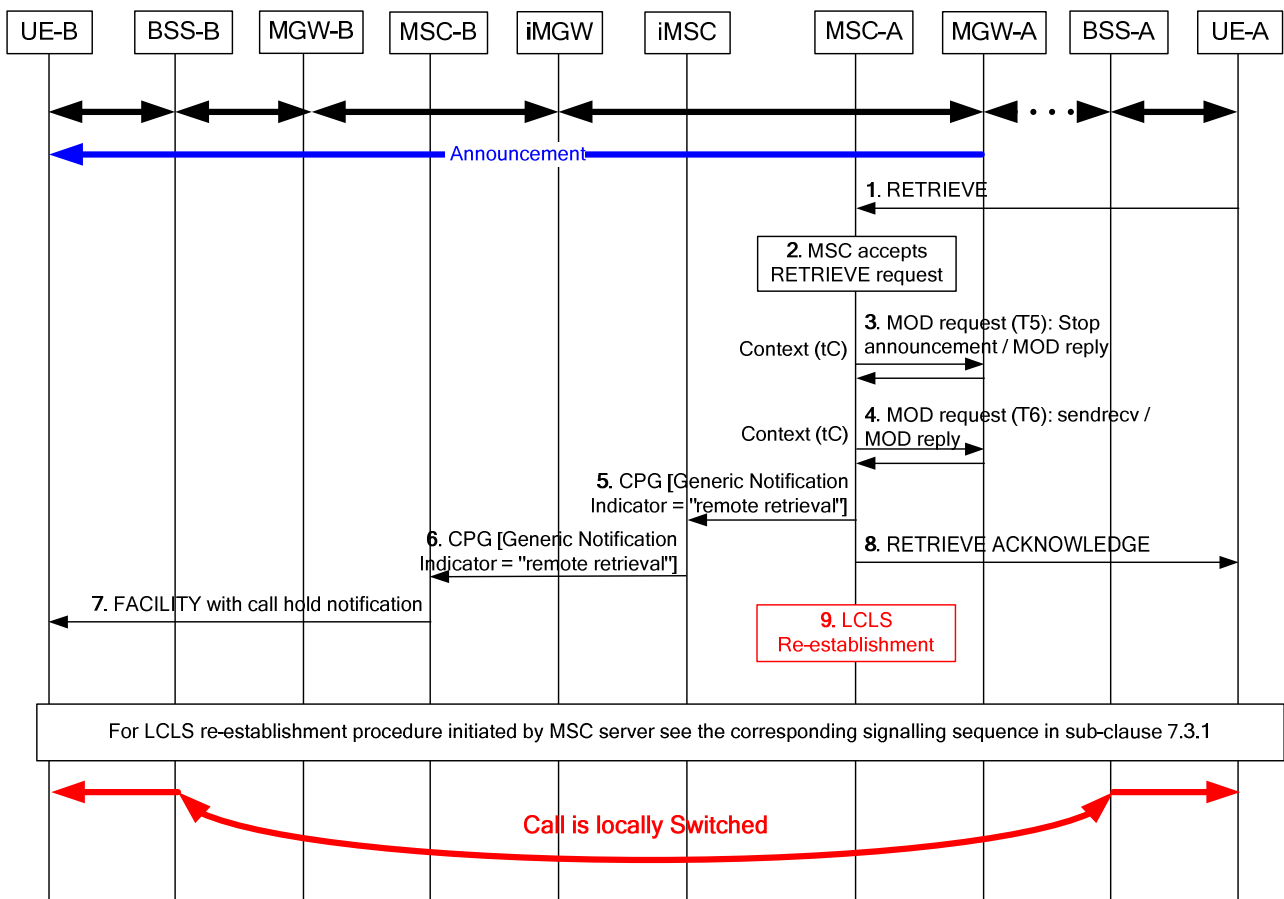 UE-B
BSS-B
MGW-B
MSC-B
iMGW
iMSC
MSC-A
MGW-A
BSS-A
UE-A
Announcement
1. RETRIEVE
2. MSC accepts
RETRIEVE request
3. MOD request (T5): Stop
announcement / MOD reply
Context (tC)
4. MOD request (T6): sendrecv /
MOD reply
Context (tC)
5. CPG [Generic Notification
Indicator = "remote retrieval"]
6. CPG [Generic Notification
Indicator = "remote retrieval"]
8. RETRIEVE ACKNOWLEDGE
7. FACILITY with call hold notification
9. LCLS
Re-establishment
For LCLS re-establishment procedure initiated by MSC server see the corresponding signalling sequence in sub-clause 7.3.1
Call is locally Switched